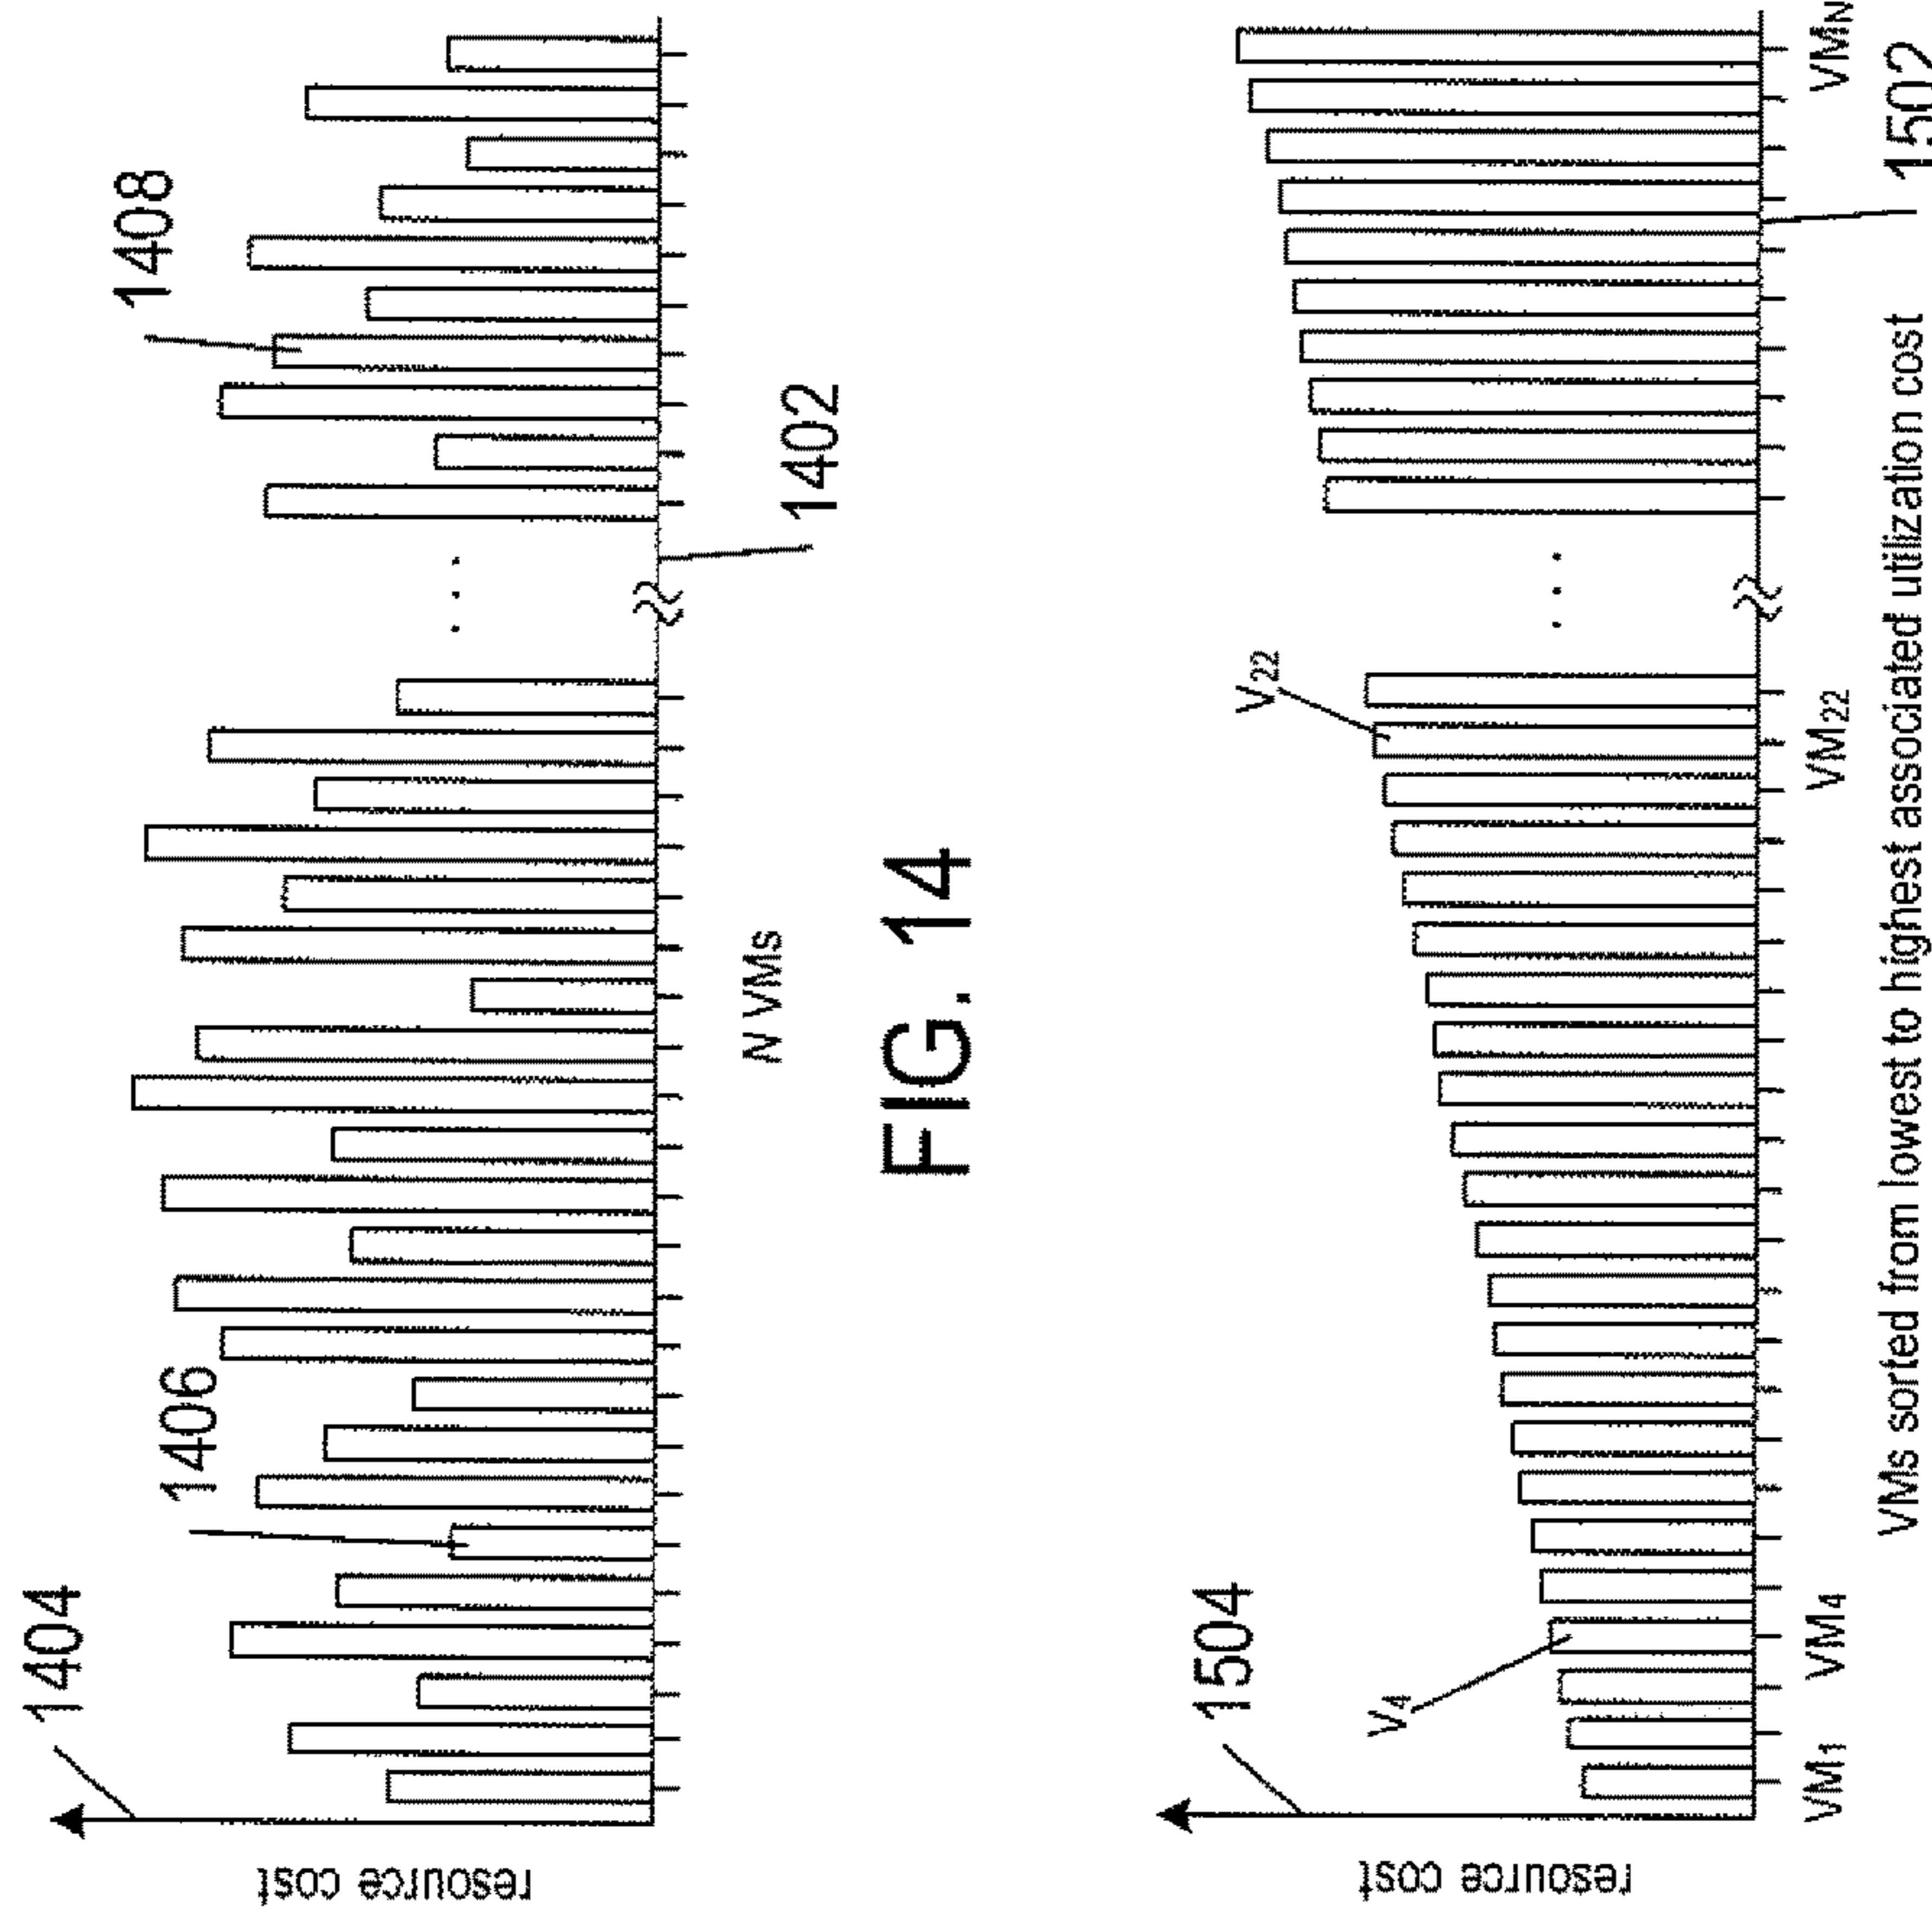 1404
1406
1408
resource cost
1402
N VMs
FIG. 14
1504
V4
V22
resource cost
VM1
VM4
VM22
VMN
VMs sorted from lowest to highest associated utilization cost
1502